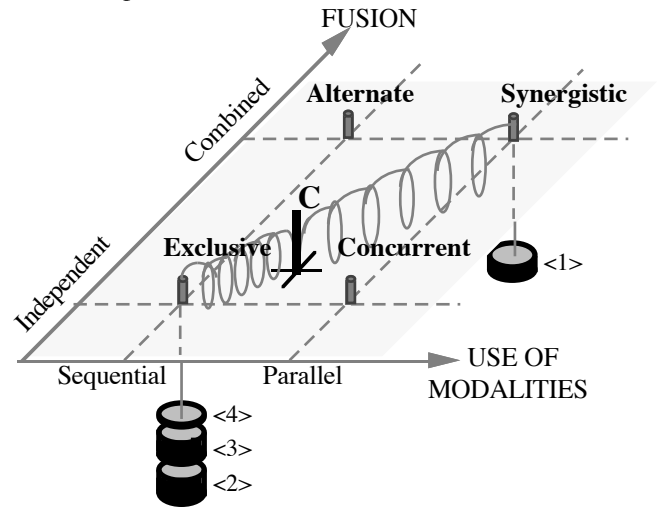 FUSION
Combined
Alternate
Synergistic
C
Exclusive
Concurrent
<1>
Independent
Sequential
Parallel
USE OF
MODALITIES
<4>
<3>
<2>